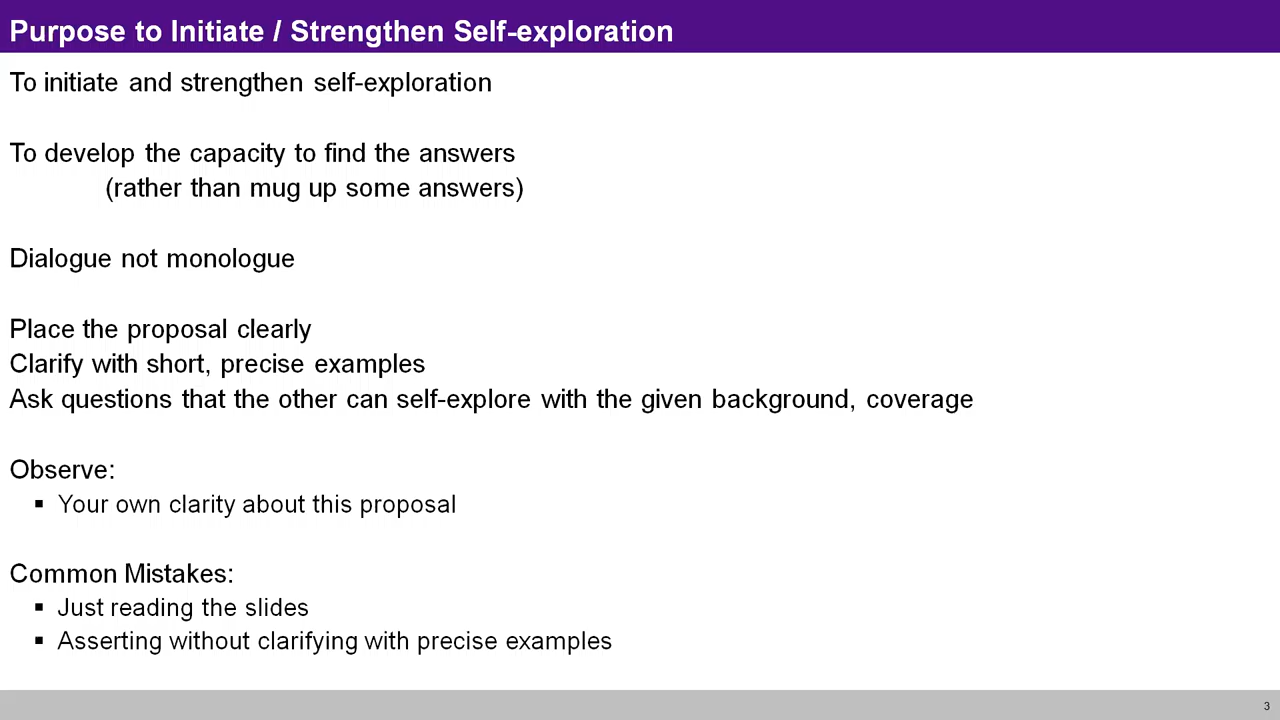 Purpose to Initiate / Strengthen Self-exploration
To initiate and strengthen self-exploration
To develop the capacity to find the answers
(rather than mug up some answers)
Dialogue not monologue
Place the proposal clearly
Clarify with short, precise examples
Ask questions that the other can self-explore with the given background, coverage
Observe:
▪ Your own clarity about this proposal
Common Mistakes:
▪ Just reading the slides
▪ Asserting without clarifying with precise examples
3